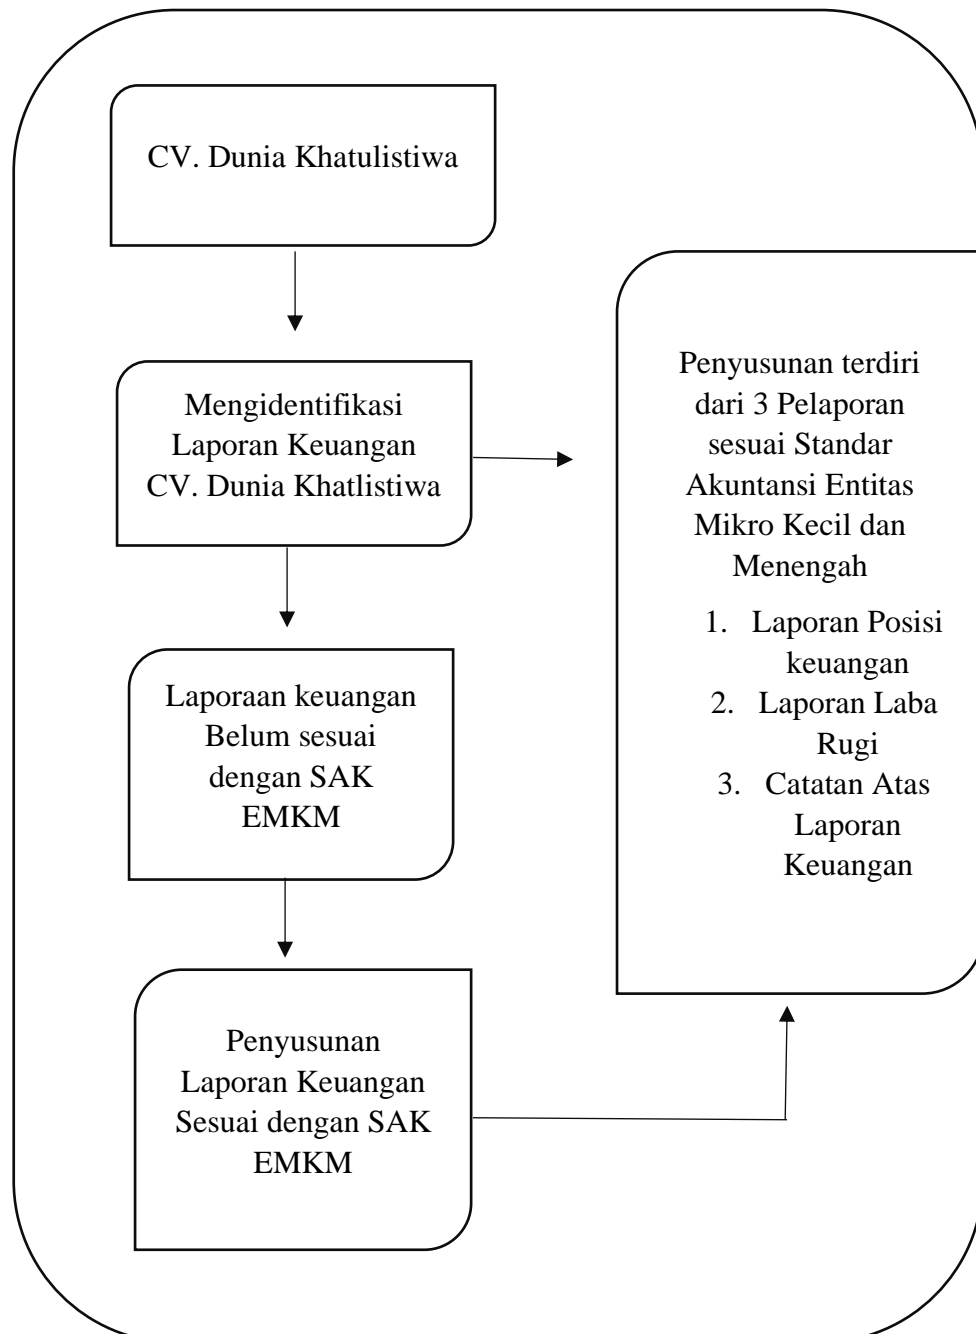 CV. Dunia Khatulistiwa
Mengidentifikasi
Laporan Keuangan
CV. Dunia Khatlistiwa
Laporaan keuangan
Belum sesuai
dengan SAK
EMKM
Penyusunan
Laporan Keuangan
Sesuai dengan SAK
EMKM
Penyusunan terdiri
dari 3 Pelaporan
sesuai Standar
Akuntansi Entitas
Mikro Kecil dan
Menengah
1. Laporan Posisi
keuangan
2. Laporan Laba
Rugi
3. Catatan Atas
Laporan
Keuangan